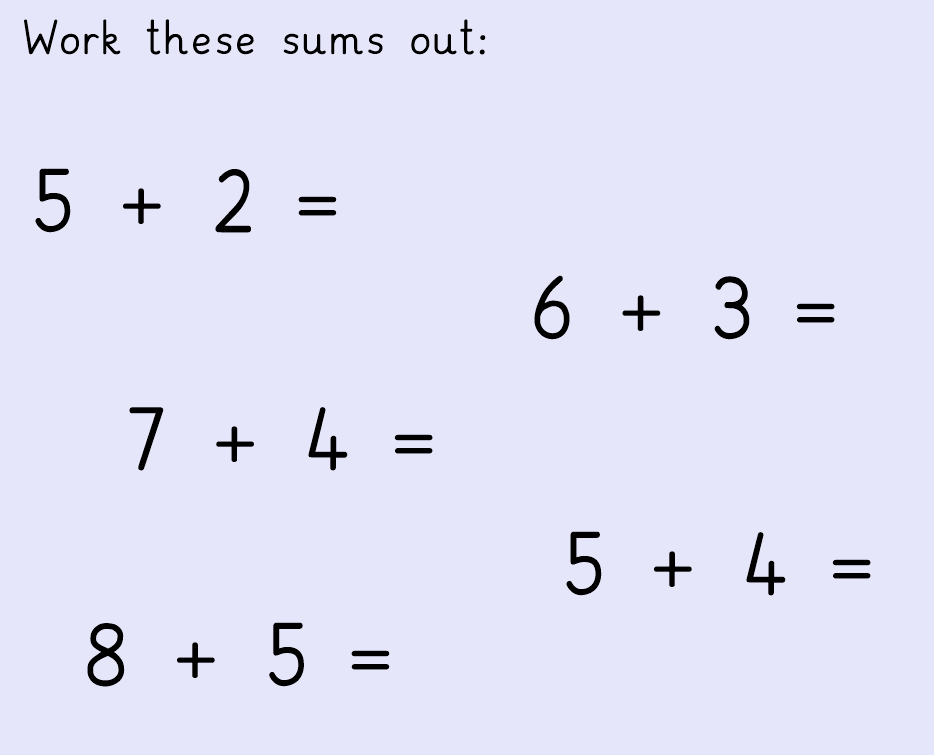 Work these sums out:
5 + 2 =
6 + 3 =
7 + 4 =
5 + 4 =
8 + 5 =